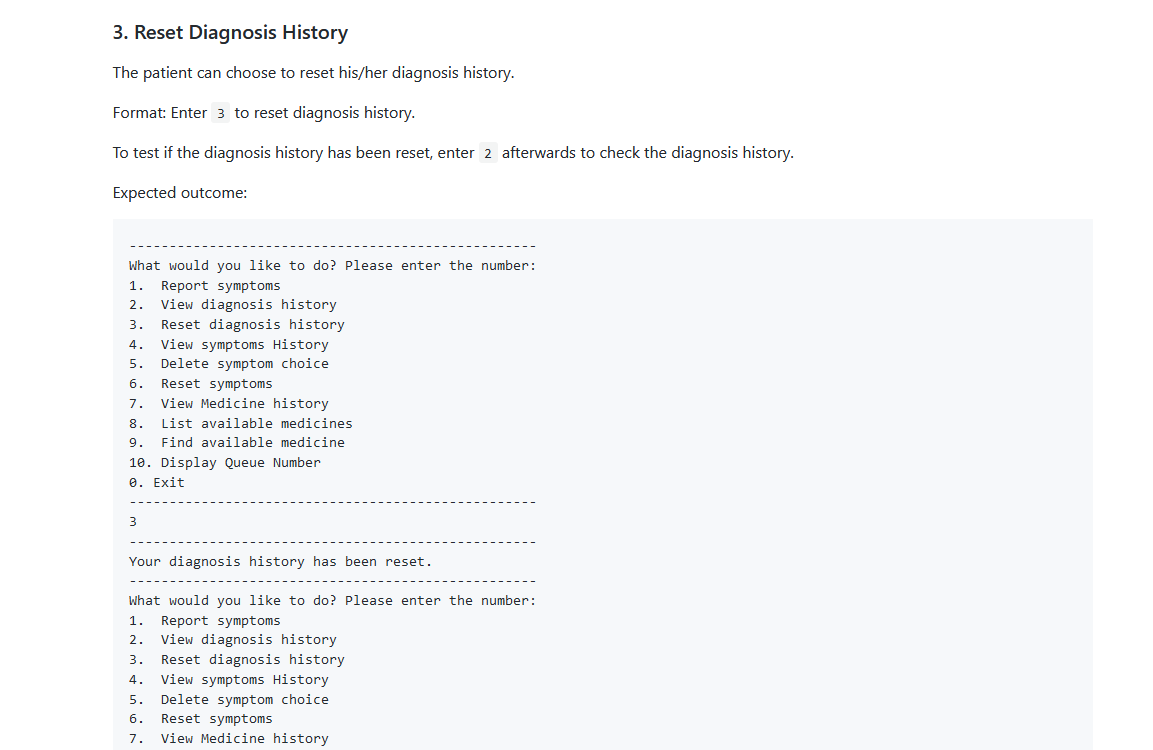 3. Reset Diagnosis History
The patient can choose to reset his/her diagnosis history.
Format: Enter 3 to reset diagnosis history.
To test if the diagnosis history has been reset, enter 2 afterwards to check the diagnosis history.
Expected outcome:
---------------------------------------------------
What would you like to do? Please enter the number:
1.  Report symptoms
2.  View diagnosis history
3.  Reset diagnosis history
4.  View symptoms History
5.  Delete symptom choice
6.  Reset symptoms
7.  View Medicine history
8.  List available medicines
9.  Find available medicine
10. Display Queue Number
0. Exit
---------------------------------------------------
3
---------------------------------------------------
Your diagnosis history has been reset.
---------------------------------------------------
What would you like to do? Please enter the number:
1.  Report symptoms
2.  View diagnosis history
3.  Reset diagnosis history
4.  View symptoms History
5.  Delete symptom choice
6.  Reset symptoms
7.  View Medicine history